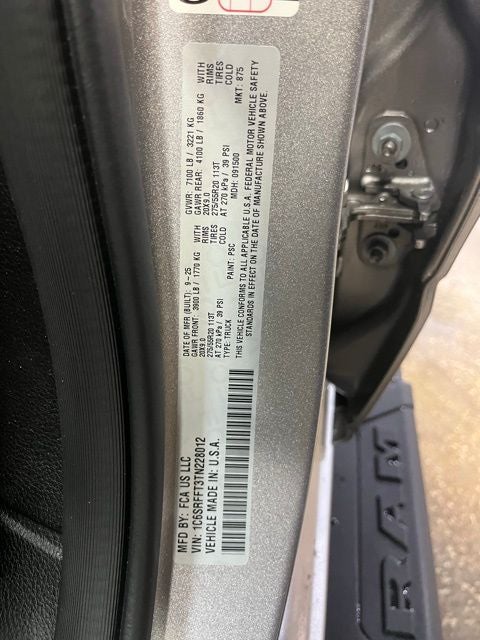 MFD BY: FCA US LLC
VIN: 1C6SRFFT3TN228012
VEHICLE MADE IN: U.S.A.
DATE OF MFR (BUILT): 9-25 GVWR: 7100 LB / 3221 KG
GAWR FRONT: 3900 LB / 1770 KG WITH GAWR REAR: 4100 LB / 1860 KG WITH
20X9.0 RIMS 20X9.0 RIMS
275/55R20 113T TIRES 275/55R20 113T TIRES
AT 270 kPa / 39 PSI COLD AT 270 kPa / 39 PSI COLD
TYPE: TRUCK PAINT: PSC MDH: 091500 MKT: 875
THIS VEHICLE CONFORMS TO ALL APPLICABLE U.S.A. FEDERAL MOTOR VEHICLE SAFETY
STANDARDS IN EFFECT ON THE DATE OF MANUFACTURE SHOWN ABOVE.
RAM